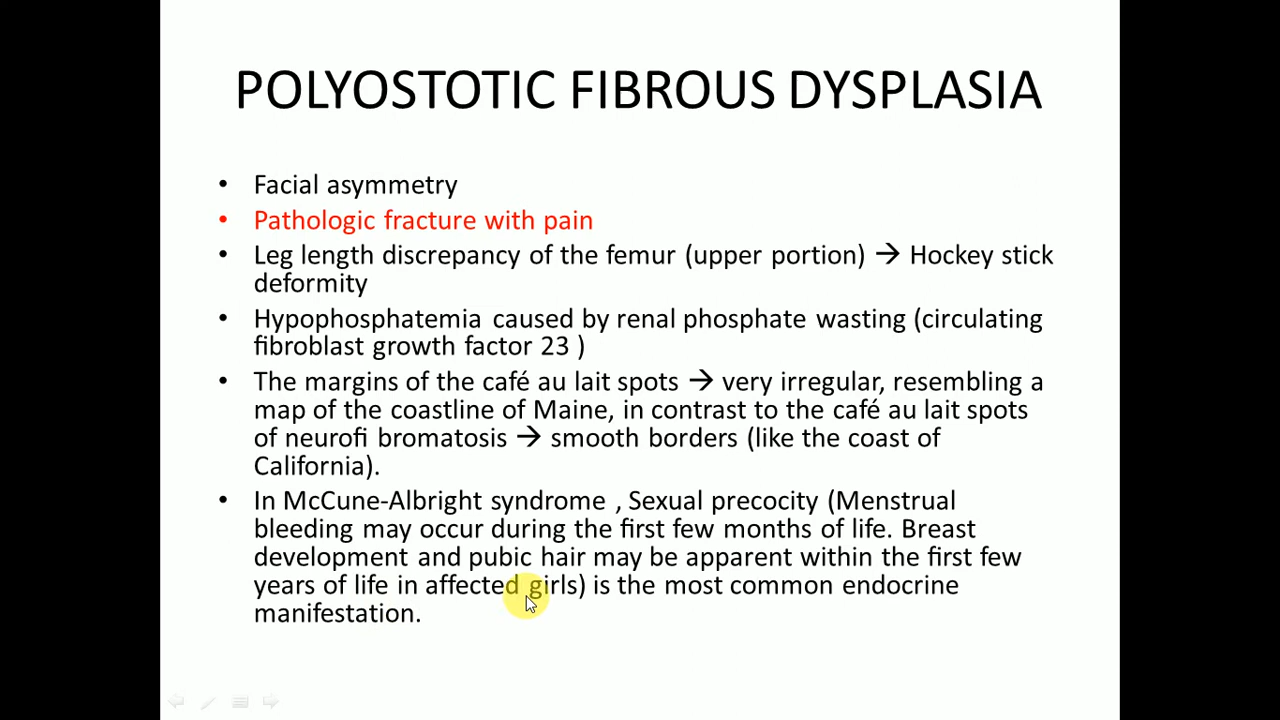 POLYOSTOTIC FIBROUS DYSPLASIA
• Facial asymmetry
• Pathologic fracture with pain
• Leg length discrepancy of the femur (upper portion) → Hockey stick
deformity
• Hypophosphatemia caused by renal phosphate wasting (circulating
fibroblast growth factor 23 )
• The margins of the café au lait spots → very irregular, resembling a
map of the coastline of Maine, in contrast to the café au lait spots
of neurofi bromatosis → smooth borders (like the coast of
California).
• In McCune-Albright syndrome , Sexual precocity (Menstrual
bleeding may occur during the first few months of life. Breast
development and pubic hair may be apparent within the first few
years of life in affected girls) is the most common endocrine
manifestation.